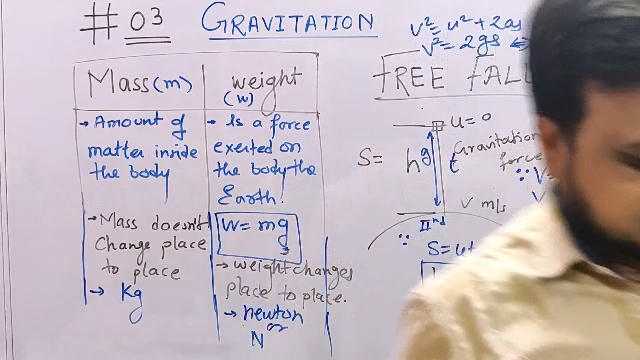 #03 GRAVITATION
v² = u² + 2as
v² = 2gs
Mass(m)
weight
(w)
→ Amount of
matter inside
the body
→ Is a force
exerted on
the body the
Earth.
→ Mass doesn't
Change place
to place
→ Kg
W = mg
→ weight changes
place to place.
→ newton
or
N
FREE FALL
u = 0
S = h g t
Gravitation
force
∵ V=
V
v m/s
∵ IInd
S = ut